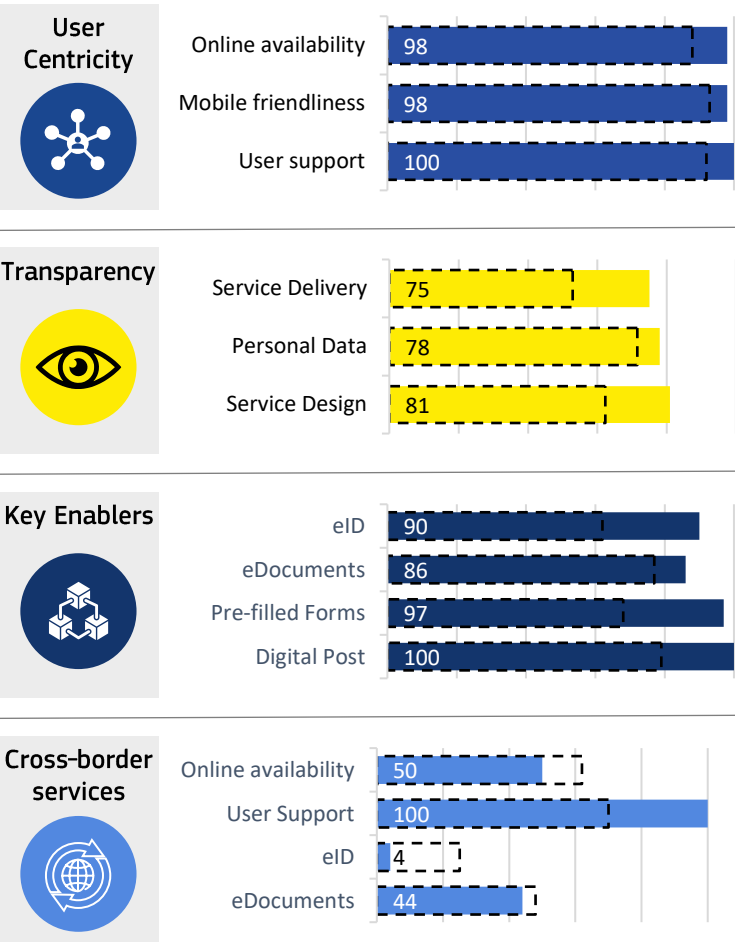 User
Centricity
Online availability 98
Mobile friendliness 98
User support 100
Transparency
Service Delivery 75
Personal Data 78
Service Design 81
Key Enablers
eID 90
eDocuments 86
Pre-filled Forms 97
Digital Post 100
Cross-border
services
Online availability 50
User Support 100
eID 4
eDocuments 44